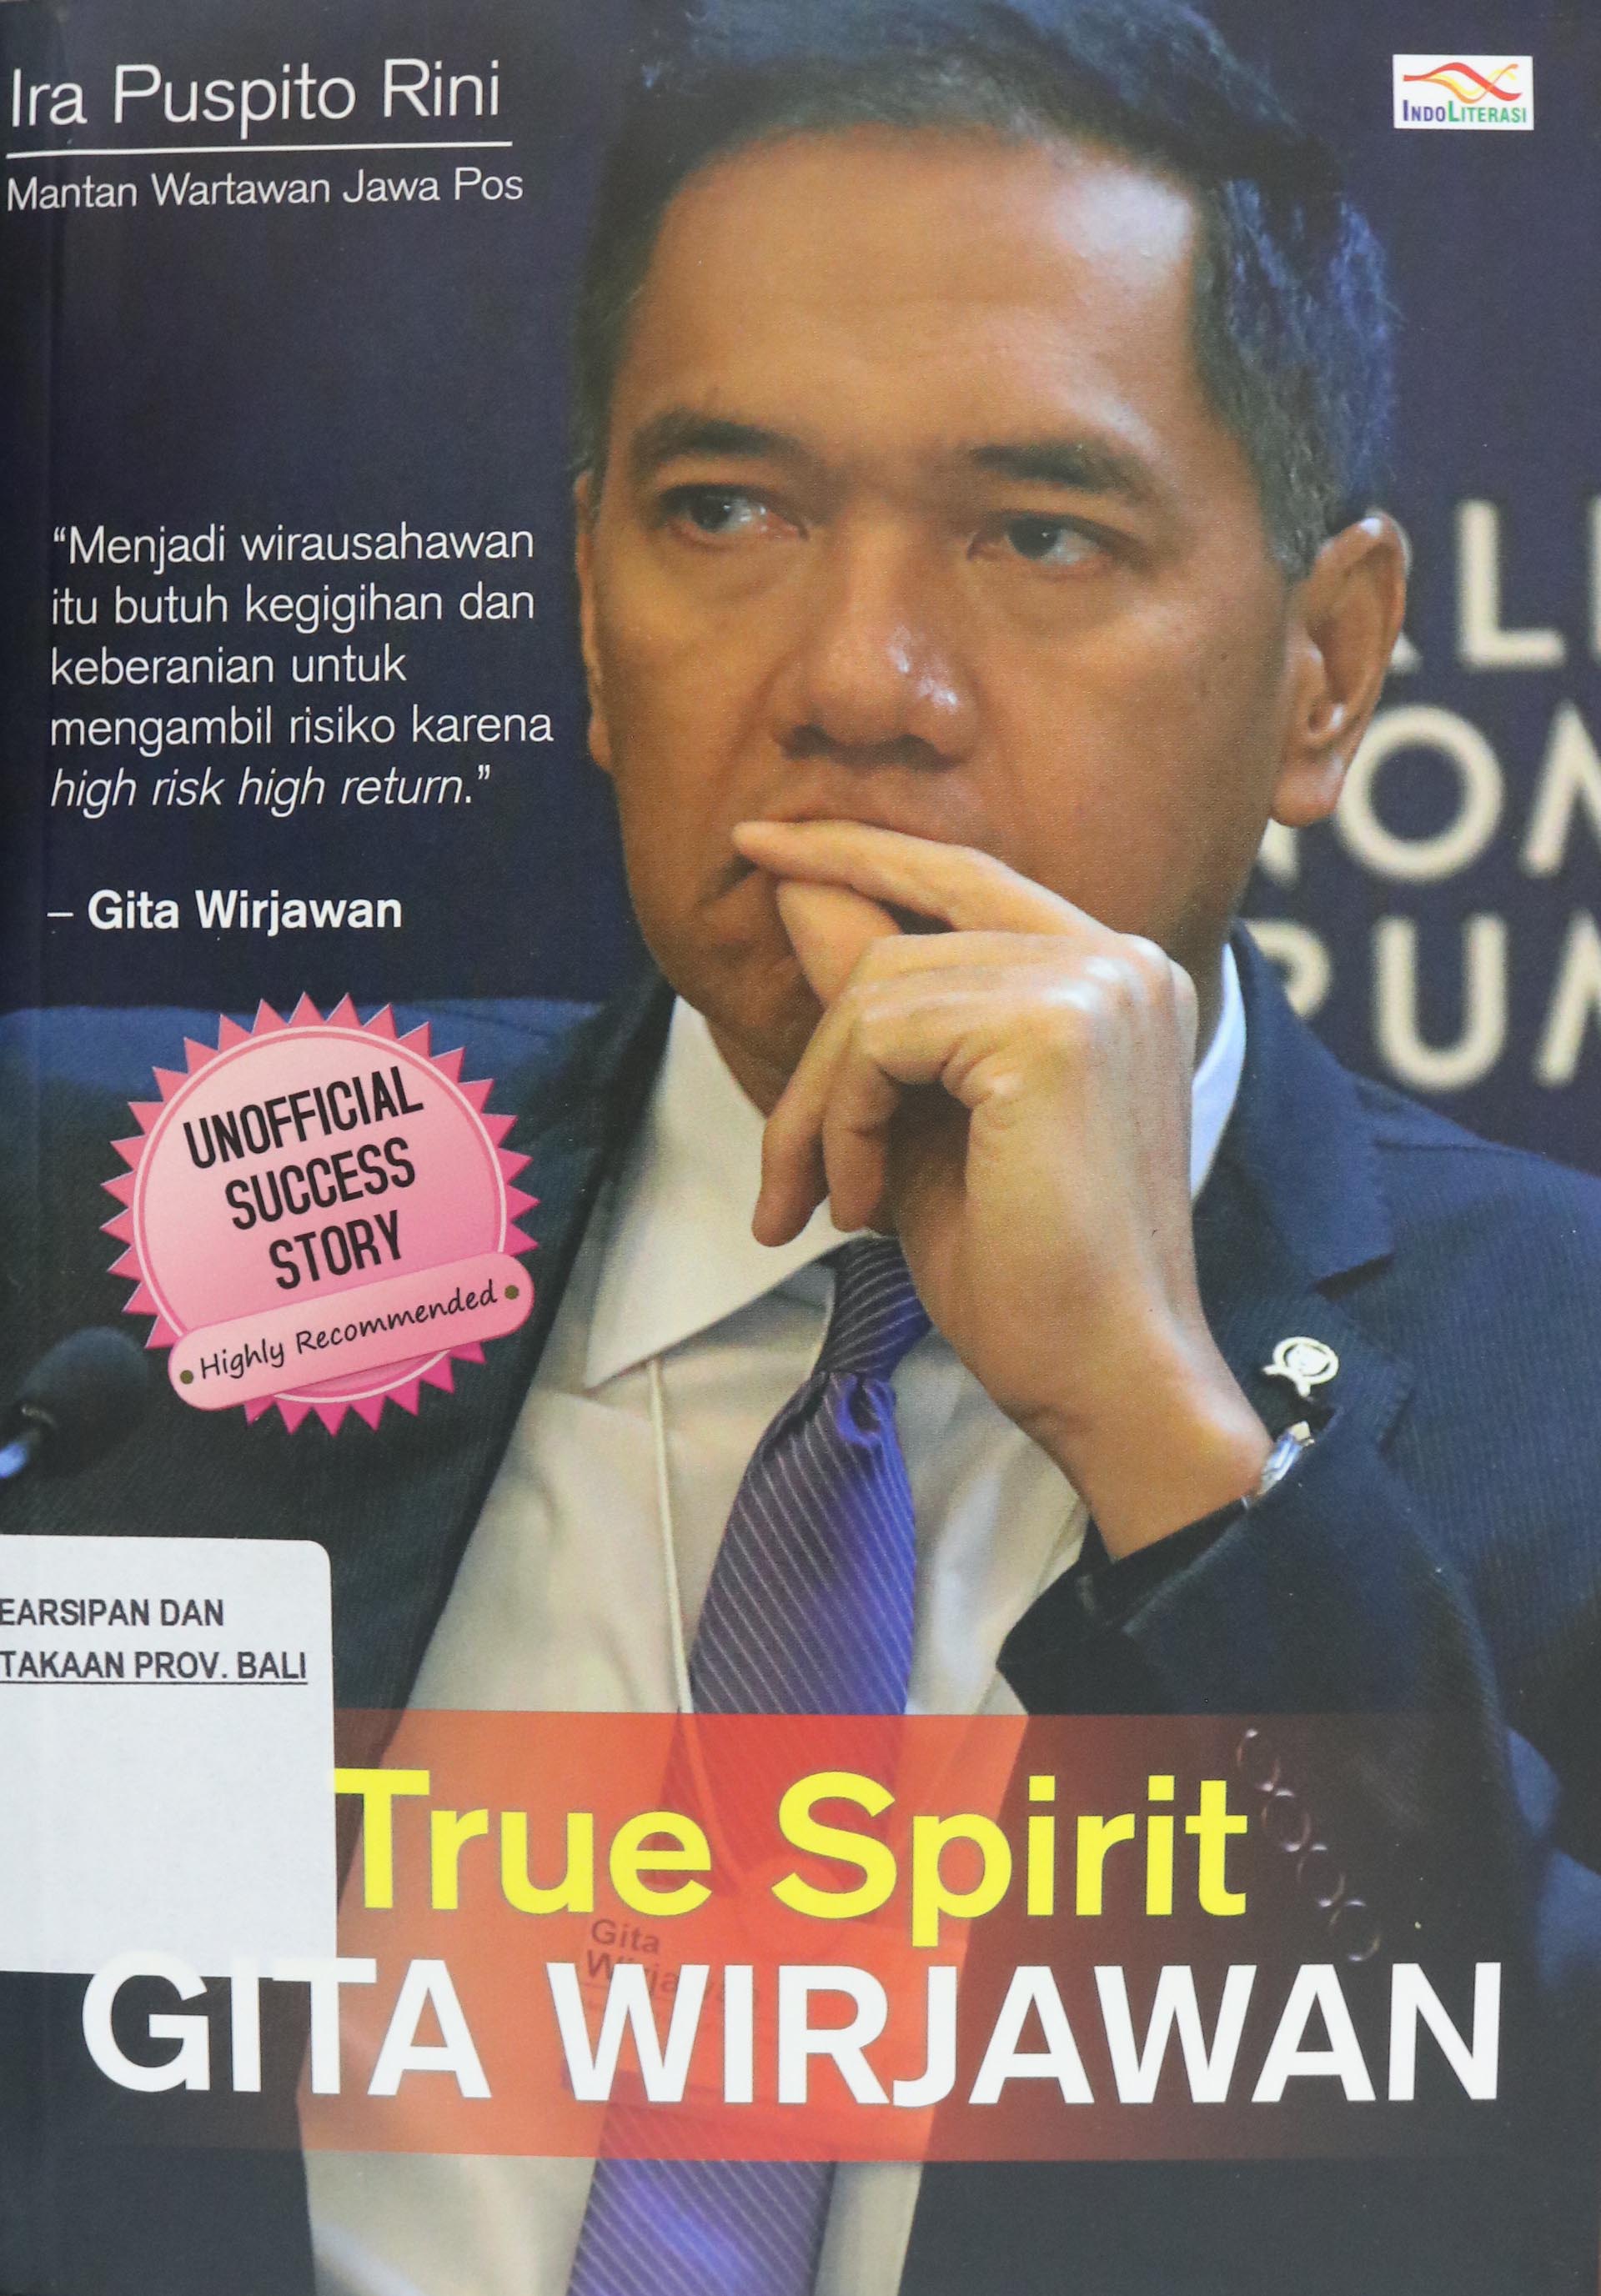 Ira Puspito Rini
Mantan Wartawan Jawa Pos
INDOLITERASI
“Menjadi wirausahawan
itu butuh kegigihan dan
keberanian untuk
mengambil risiko karena
high risk high return.”
– Gita Wirjawan
UNOFFICIAL
SUCCESS
STORY
Highly Recommended
EARSIPAN DAN
TAKAAN PROV. BALI
True Spirit
Gita
GITA WIRJAWAN